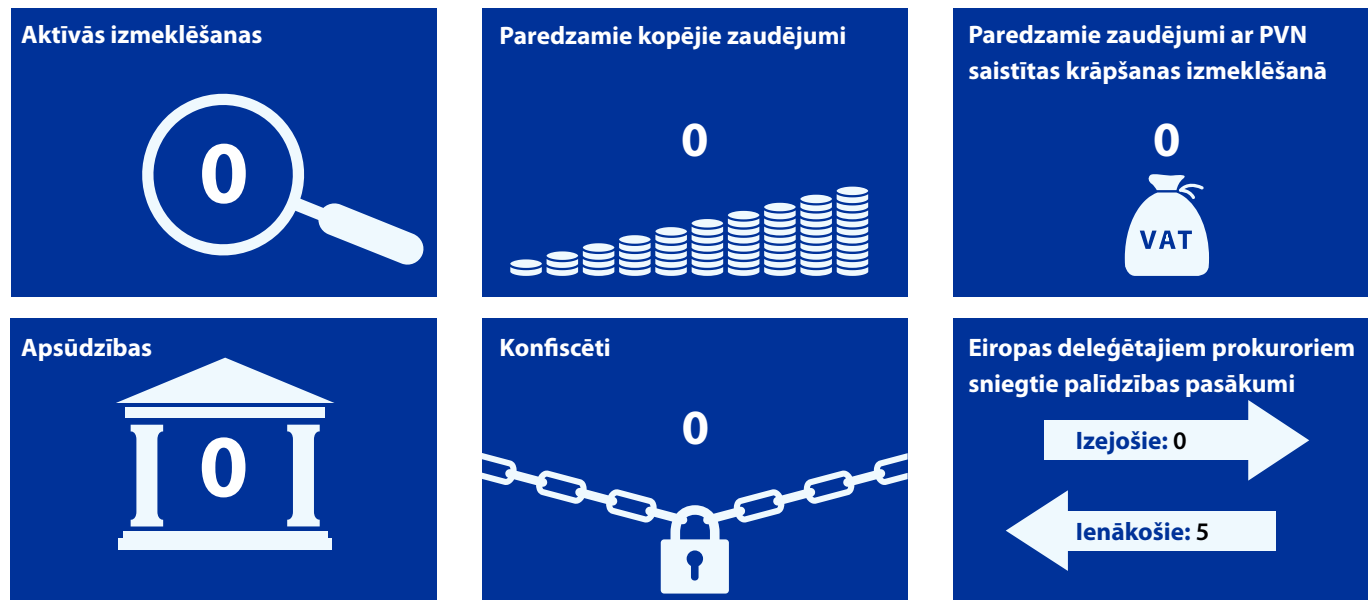 Aktīvās izmeklēšanas
0
Paredzamie kopējie zaudējumi
0
Paredzamie zaudējumi ar PVN
saistītas krāpšanas izmeklēšanā
0
VAT
Apsūdzības
0
Konfiscēti
0
Eiropas deleģētajiem prokuroriem
sniegtie palīdzības pasākumi
Izejošie: 0
Ienākošie: 5